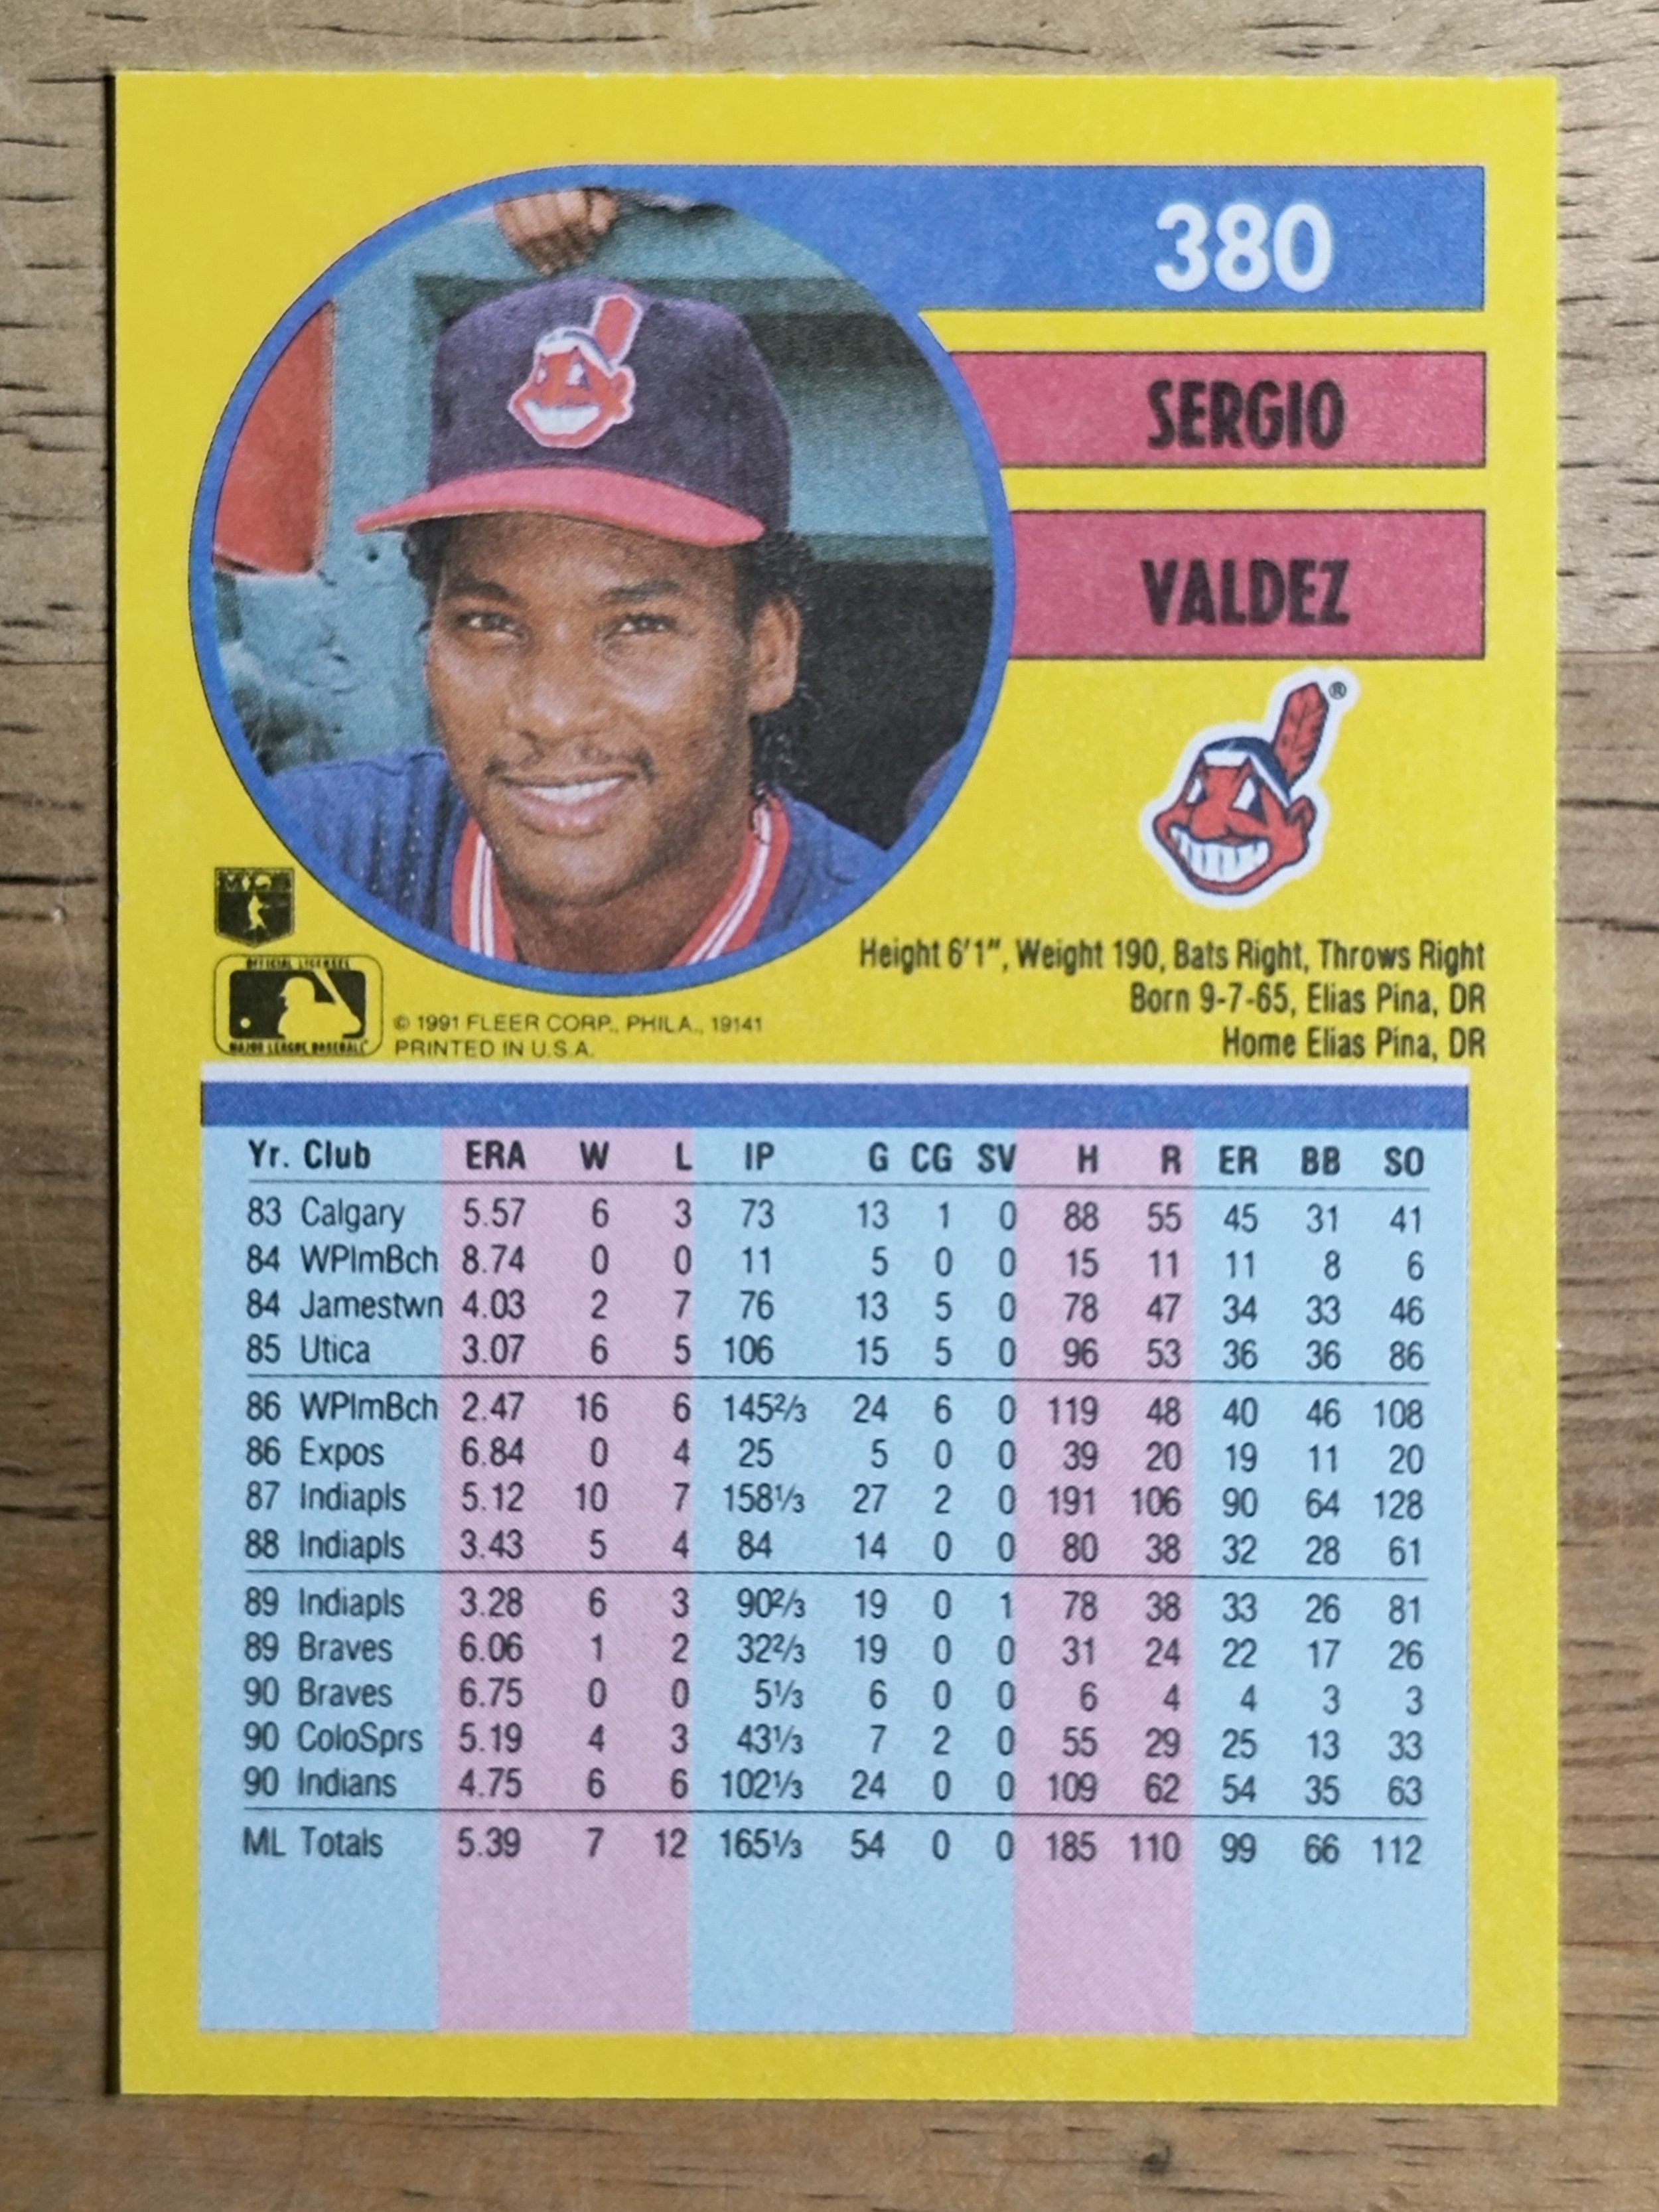 380
SERGIO
VALDEZ
®
Height 6'1", Weight 190, Bats Right, Throws Right
Born 9-7-65, Elias Pina, DR
Home Elias Pina, DR
OFFICIAL LICENSEE
MAJOR LEAGUE BASEBALL
© 1991 FLEER CORP., PHILA., 19141
PRINTED IN U.S.A.
Yr. Club ERA W L IP G CG SV H R ER BB SO
83 Calgary 5.57 6 3 73 13 1 0 88 55 45 31 41
84 WPlmBch 8.74 0 0 11 5 0 0 15 11 11 8 6
84 Jamestwn 4.03 2 7 76 13 5 0 78 47 34 33 46
85 Utica 3.07 6 5 106 15 5 0 96 53 36 36 86
86 WPlmBch 2.47 16 6 145⅔ 24 6 0 119 48 40 46 108
86 Expos 6.84 0 4 25 5 0 0 39 20 19 11 20
87 Indiapls 5.12 10 7 158⅓ 27 2 0 191 106 90 64 128
88 Indiapls 3.43 5 4 84 14 0 0 80 38 32 28 61
89 Indiapls 3.28 6 3 90⅔ 19 0 1 78 38 33 26 81
89 Braves 6.06 1 2 32⅔ 19 0 0 31 24 22 17 26
90 Braves 6.75 0 0 5⅓ 6 0 0 6 4 4 3 3
90 ColoSprs 5.19 4 3 43⅓ 7 2 0 55 29 25 13 33
90 Indians 4.75 6 6 102⅓ 24 0 0 109 62 54 35 63
ML Totals 5.39 7 12 165⅓ 54 0 0 185 110 99 66 112